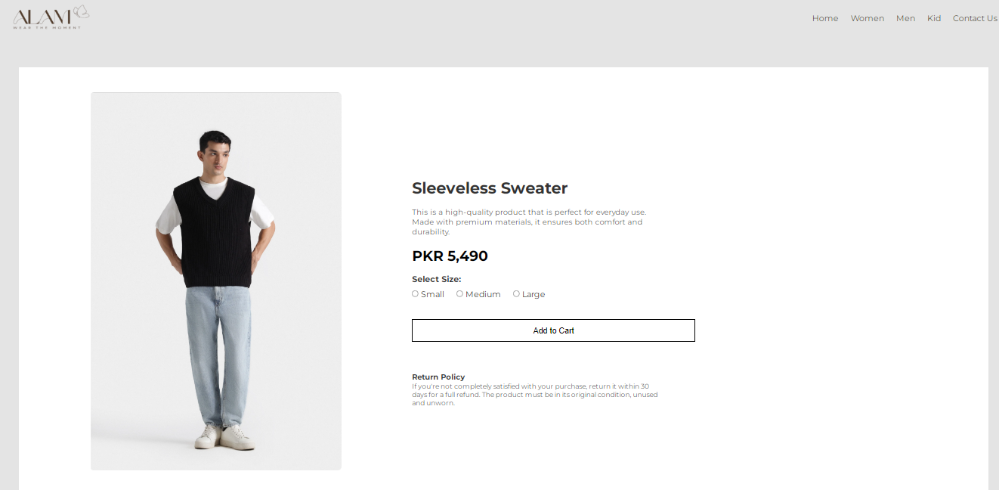 ALAM
WEAR THE MOMENT
Home Women Men Kid Contact Us
Sleeveless Sweater
This is a high-quality product that is perfect for everyday use.
Made with premium materials, it ensures both comfort and
durability.
PKR 5,490
Select Size:
Small Medium Large
Add to Cart
Return Policy
If you're not completely satisfied with your purchase, return it within 30
days for a full refund. The product must be in its original condition, unused
and unworn.